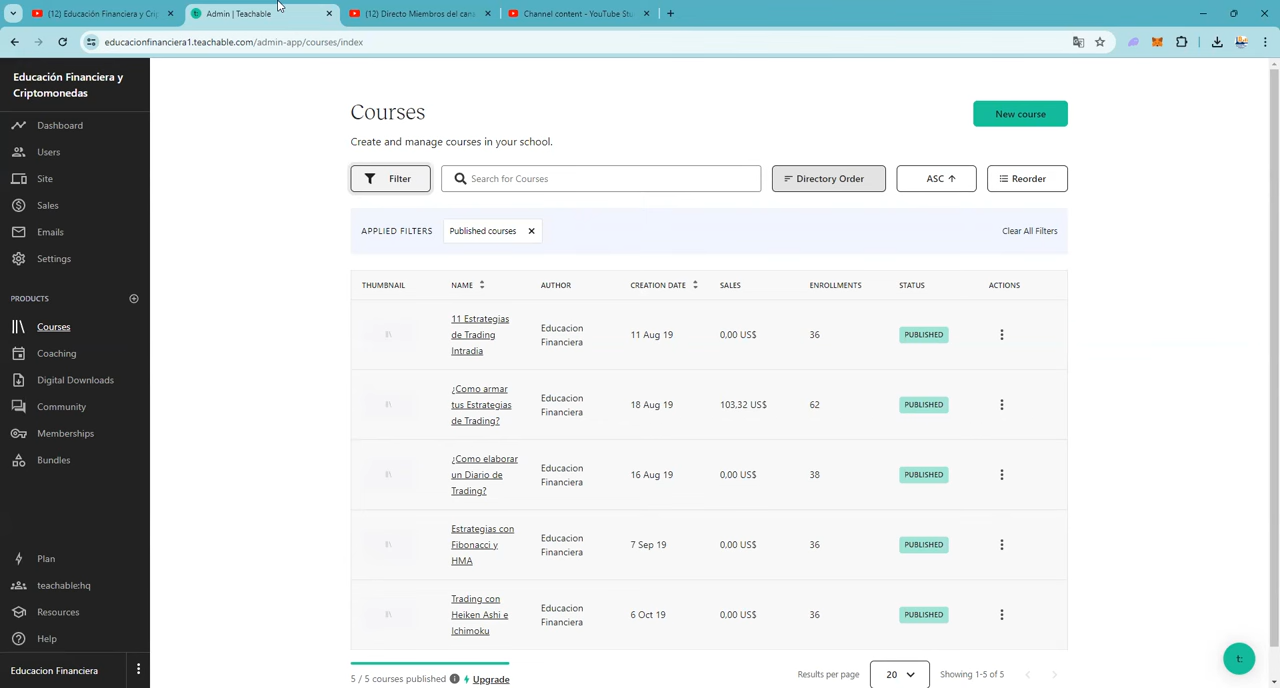 (12) Educación Financiera y Crip
Admin | Teachable
(12) Directo Miembros del cana
Channel content - YouTube Stu
educacionfinanciera1.teachable.com/admin-app/courses/index
Educación Financiera y
Criptomonedas
Dashboard
Users
Site
Sales
Emails
Settings
PRODUCTS
Courses
Coaching
Digital Downloads
Community
Memberships
Bundles
Plan
teachable:hq
Resources
Help
Educacion Financiera
Courses
New course
Create and manage courses in your school.
Filter
Search for Courses
Directory Order
ASC ↑
Reorder
APPLIED FILTERS
Published courses ×
Clear All Filters
THUMBNAIL NAME AUTHOR CREATION DATE SALES ENROLLMENTS STATUS ACTIONS
11 Estrategias
de Trading
Intradia
Educacion
Financiera
11 Aug 19
0,00 US$
36
PUBLISHED
¿Como armar
tus Estrategias
de Trading?
Educacion
Financiera
18 Aug 19
103,32 US$
62
PUBLISHED
¿Como elaborar
un Diario de
Trading?
Educacion
Financiera
16 Aug 19
0,00 US$
38
PUBLISHED
Estrategias con
Fibonacci y
HMA
Educacion
Financiera
7 Sep 19
0,00 US$
36
PUBLISHED
Trading con
Heiken Ashi e
Ichimoku
Educacion
Financiera
6 Oct 19
0,00 US$
36
PUBLISHED
5 / 5 courses published
Upgrade
Results per page
20
Showing 1-5 of 5
t: